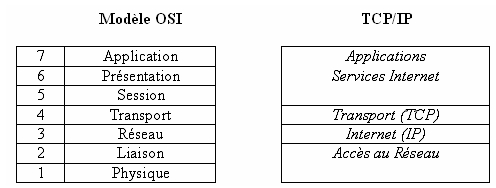 Modèle OSI TCP/IP
7 Application Applications
6 Présentation Services Internet
5 Session
4 Transport Transport (TCP)
3 Réseau Internet (IP)
2 Liaison Accès au Réseau
1 Physique